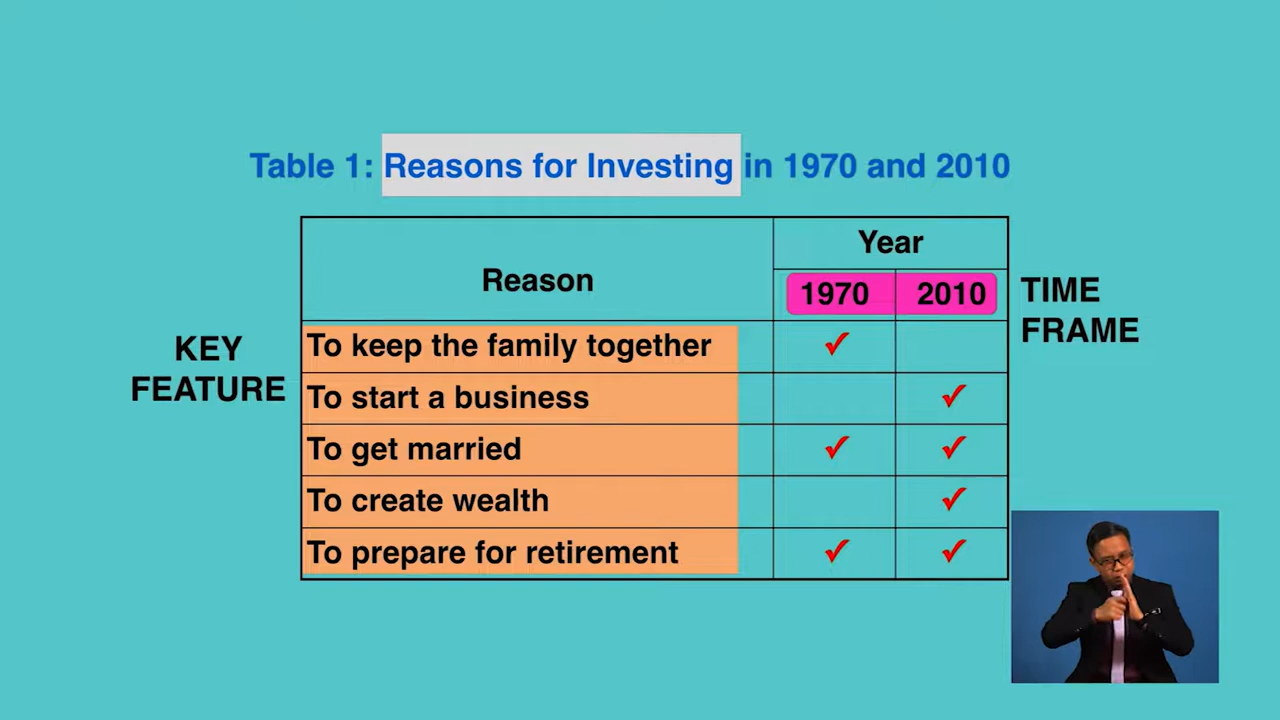 Table 1: Reasons for Investing in 1970 and 2010
Year
Reason
1970 2010
TIME
FRAME
KEY
FEATURE
To keep the family together ✓
To start a business ✓
To get married ✓ ✓
To create wealth ✓
To prepare for retirement ✓ ✓